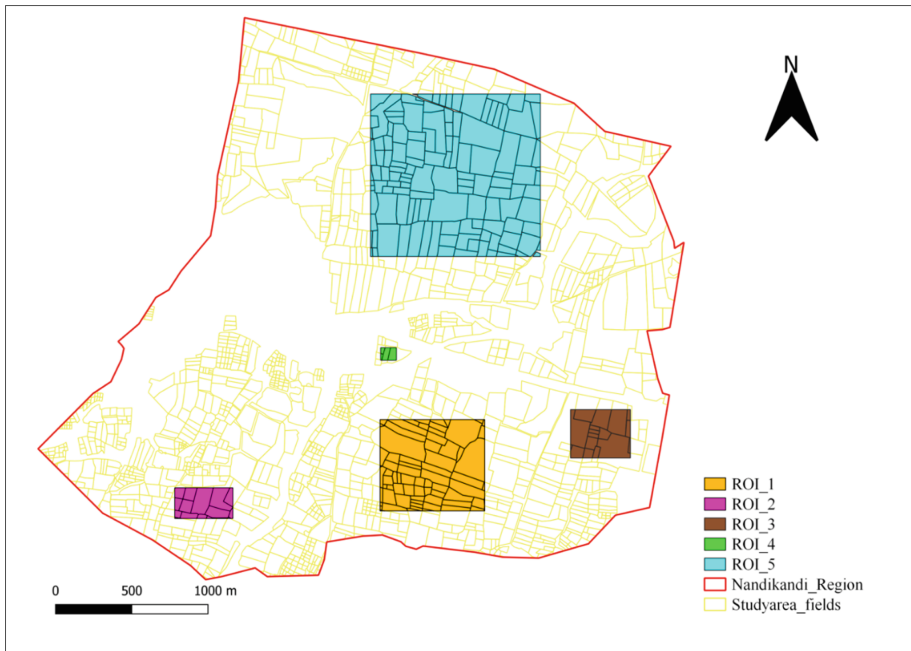 N
ROI_1
ROI_2
ROI_3
ROI_4
ROI_5
Nandikandi_Region
Studyarea_fields
0 500 1000 m